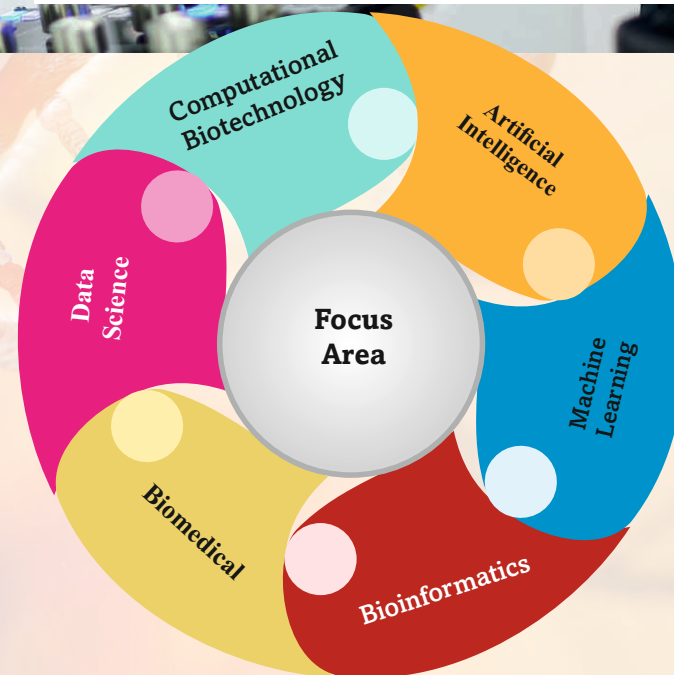 Computational
Biotechnology
Artificial
Intelligence
Machine
Learning
Bioinformatics
Biomedical
Data
Science
Focus
Area